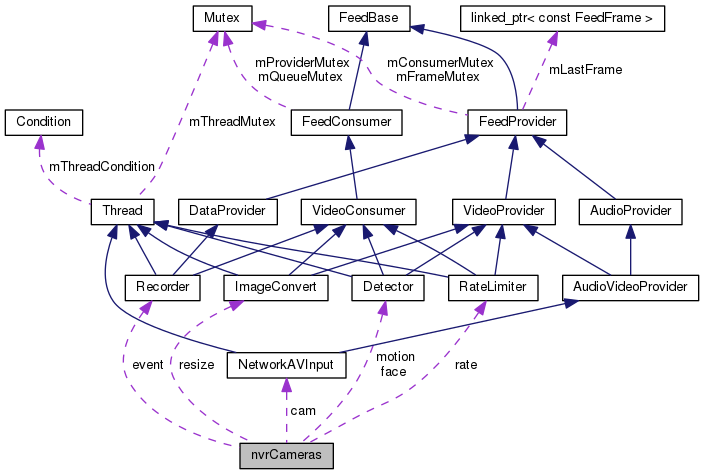 Mutex
FeedBase
linked_ptr< const FeedFrame >
mProviderMutex
mQueueMutex
mConsumerMutex
mFrameMutex
mLastFrame
Condition
mThreadMutex
FeedConsumer
FeedProvider
mThreadCondition
Thread
DataProvider
VideoConsumer
VideoProvider
AudioProvider
Recorder
ImageConvert
Detector
RateLimiter
AudioVideoProvider
event
resize
NetworkAVInput
motion
face
rate
cam
nvrCameras